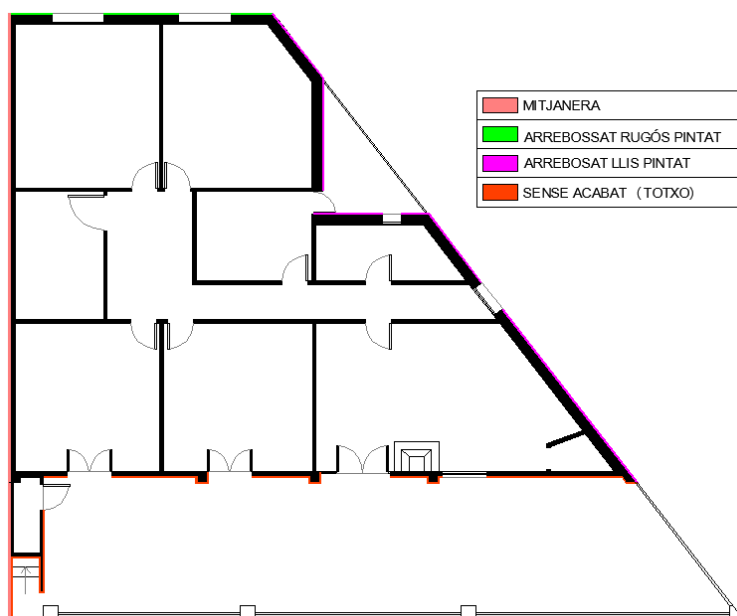 MITJANERA
ARREBOSSAT RUGÓS PINTAT
ARREBOSAT LLIS PINTAT
SENSE ACABAT (TOTXO)